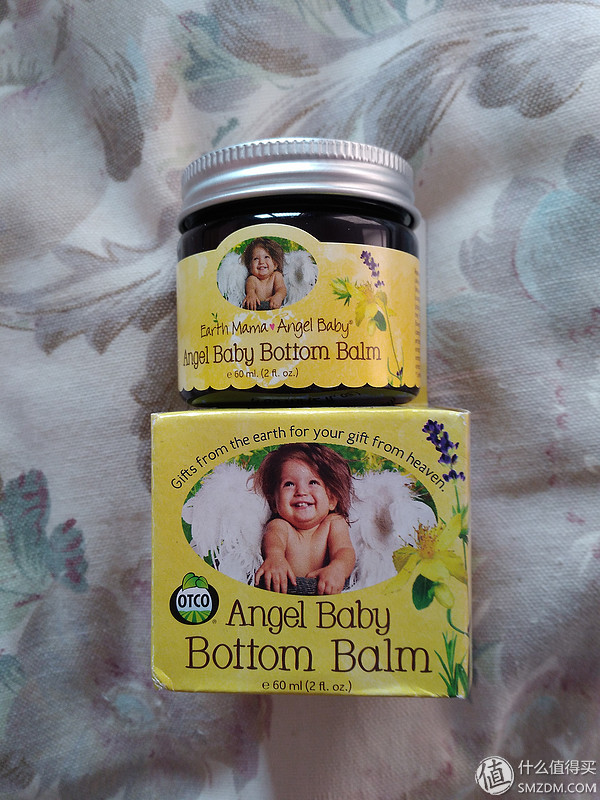 Earth Mama Angel Baby®
Angel Baby Bottom Balm
e 60 ml. (2 fl. oz.)
Gifts from the earth for your gift from heaven.
OTCO
®
Angel Baby
Bottom Balm
e 60 ml (2 fl. oz.)
值 什么值得买
SMZDM.COM